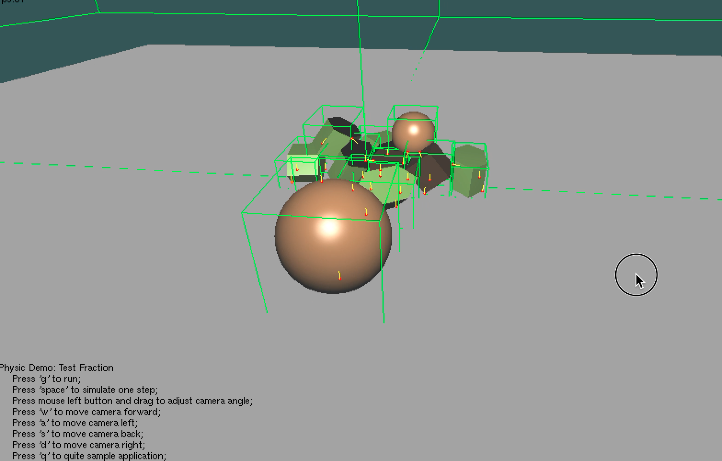 Physic Demo: Test Fraction
Press 'g' to run;
Press 'space' to simulate one step;
Press mouse left button and drag to adjust camera angle;
Press 'w' to move camera forward;
Press 'a' to move camera left;
Press 's' to move camera back;
Press 'd' to move camera right;
Press 'q' to quite sample application;